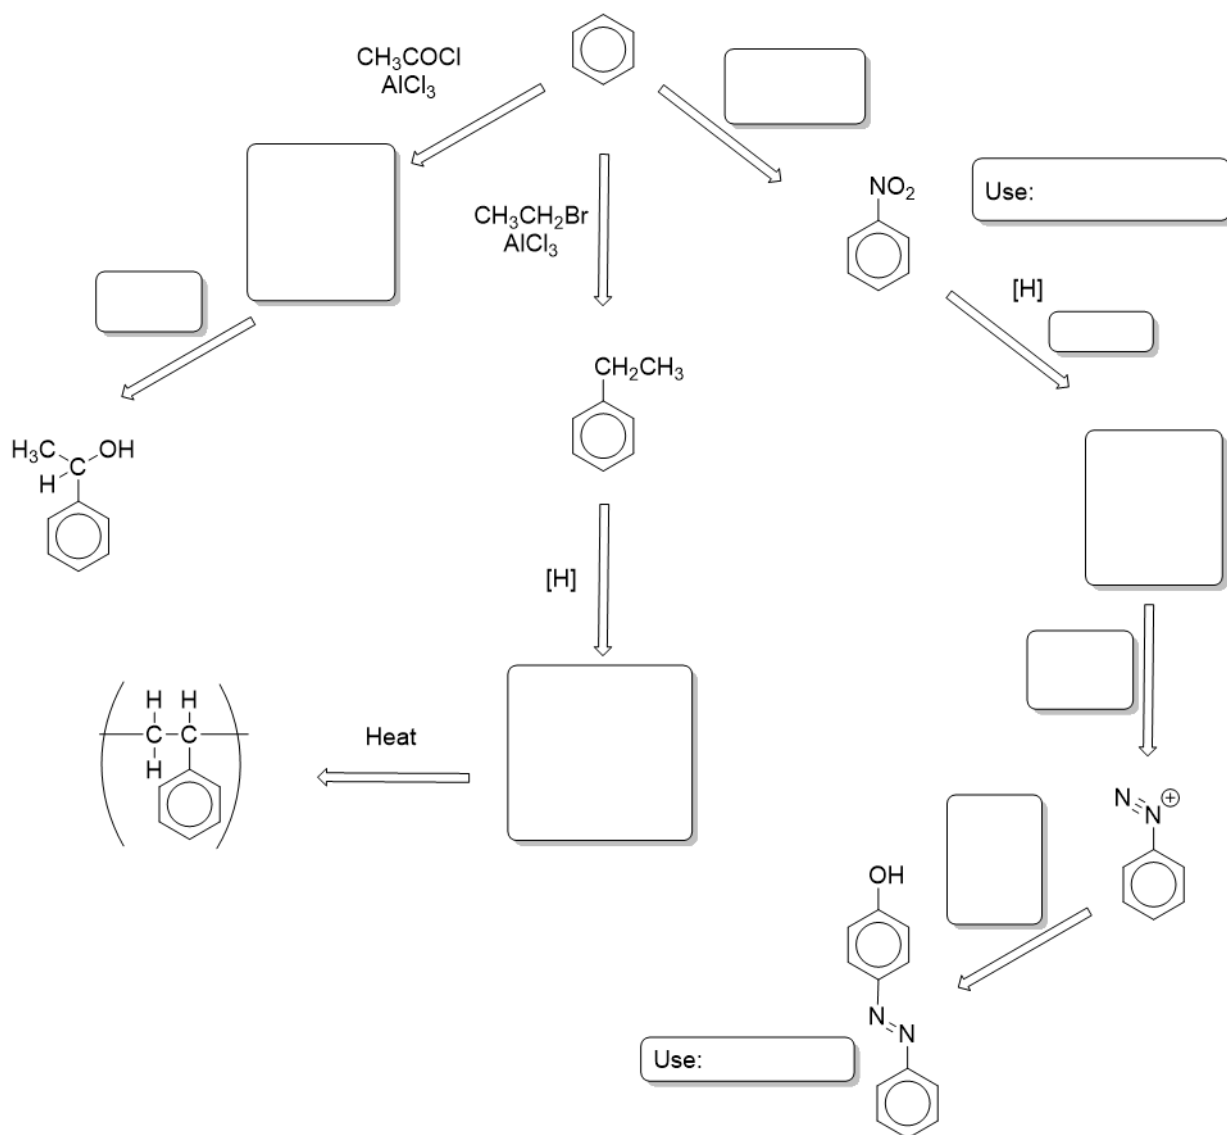 CH₃COCl
AlCl₃
CH₃CH₂Br
AlCl₃
NO₂
Use:
[H]
CH₂CH₃
H₃C
OH
C
H
[H]
H H
C C
H
Heat
N
N
⊕
OH
N
N
Use: